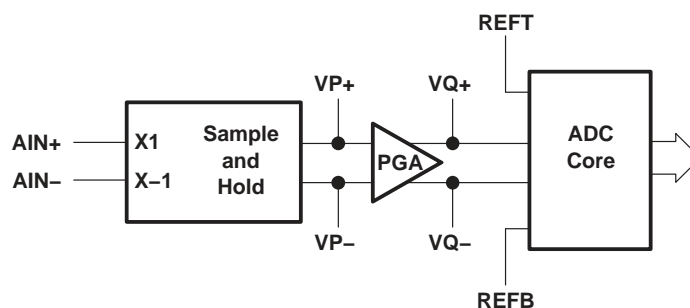 REFT
VP+
VQ+
AIN+
X1
Sample
and
Hold
PGA
ADC
Core
AIN−
X−1
VP−
VQ−
REFB